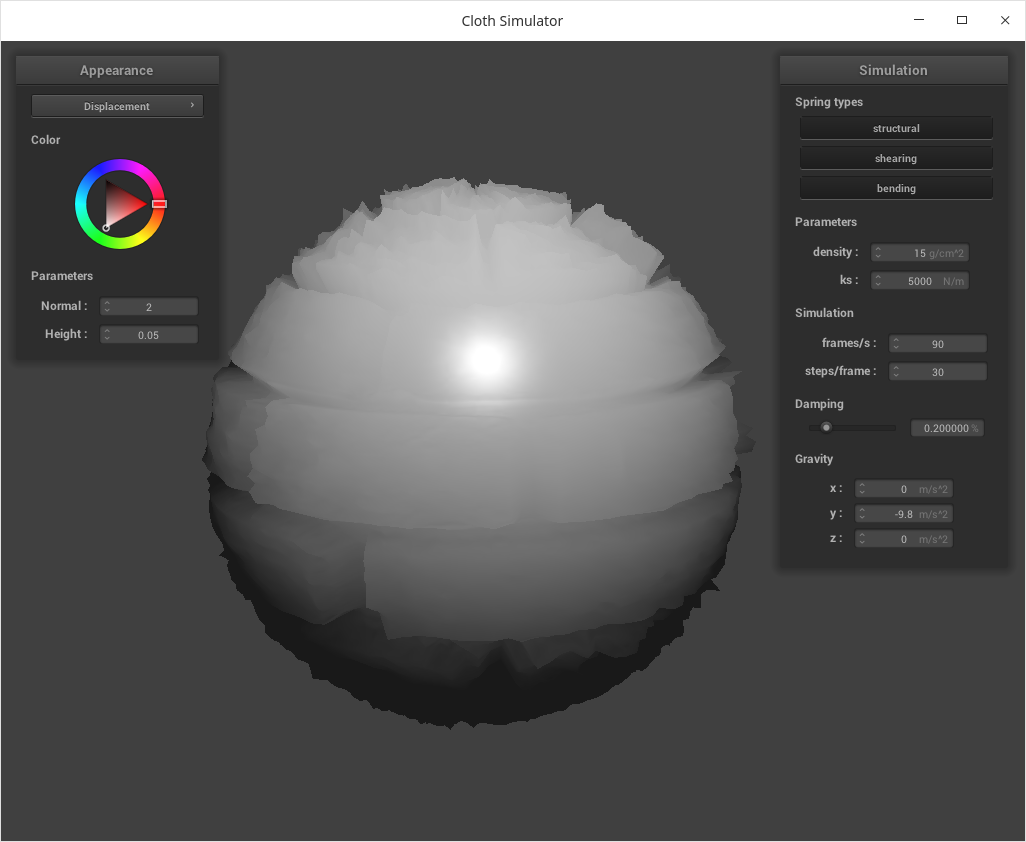 Cloth Simulator
Appearance
Displacement
Color
Parameters
Normal : 2
Height : 0.05
Simulation
Spring types
structural
shearing
bending
Parameters
density : 15 g/cm^2
ks : 5000 N/m
Simulation
frames/s : 90
steps/frame : 30
Damping
0.200000 %
Gravity
x : 0 m/s^2
y : -9.8 m/s^2
z : 0 m/s^2